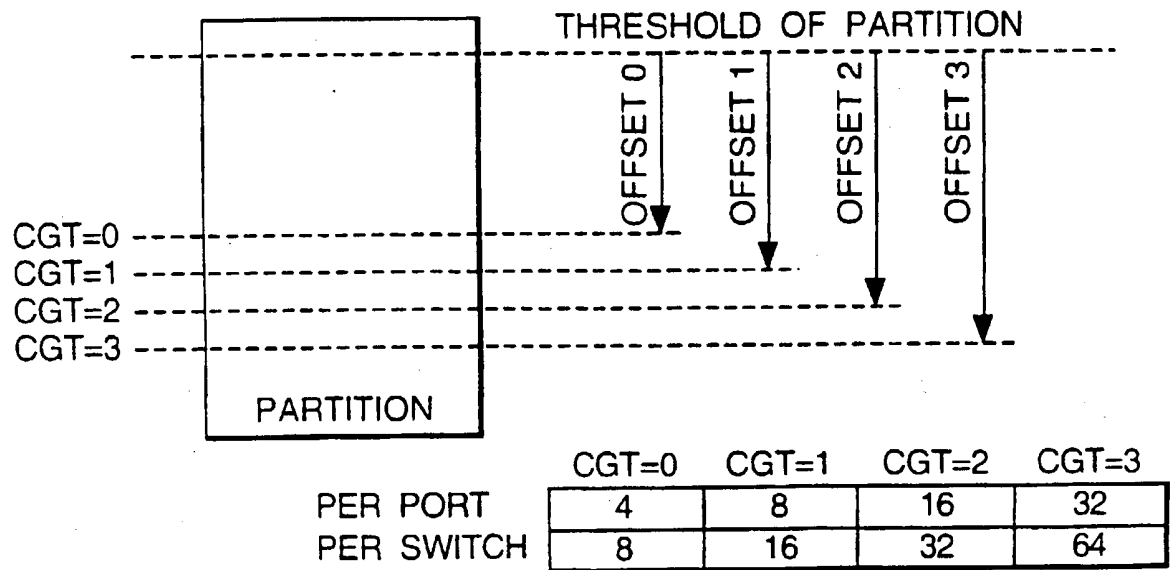 THRESHOLD OF PARTITION
OFFSET 0
OFFSET 1
OFFSET 2
OFFSET 3
CGT=0
CGT=1
CGT=2
CGT=3
PARTITION
CGT=0 CGT=1 CGT=2 CGT=3
PER PORT 4 8 16 32
PER SWITCH 8 16 32 64